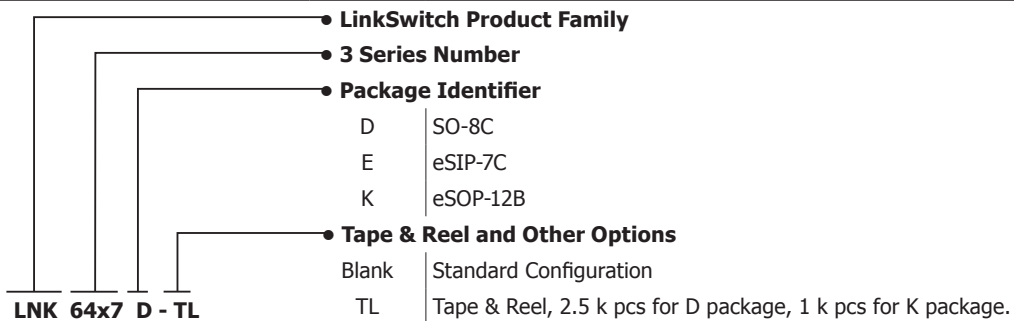 • LinkSwitch Product Family
• 3 Series Number
• Package Identifier
D SO-8C
E eSIP-7C
K eSOP-12B
• Tape & Reel and Other Options
Blank Standard Configuration
TL Tape & Reel, 2.5 k pcs for D package, 1 k pcs for K package.
LNK 64x7 D - TL